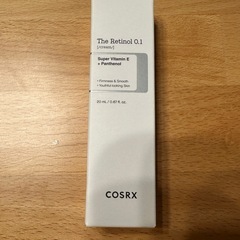 The Retinol 0.1
[CREAM]
Super Vitamin E
+ Panthenol
• Firmness & Smooth
• Youthful looking Skin
20 mL / 0.67 fl. oz.
COSRX